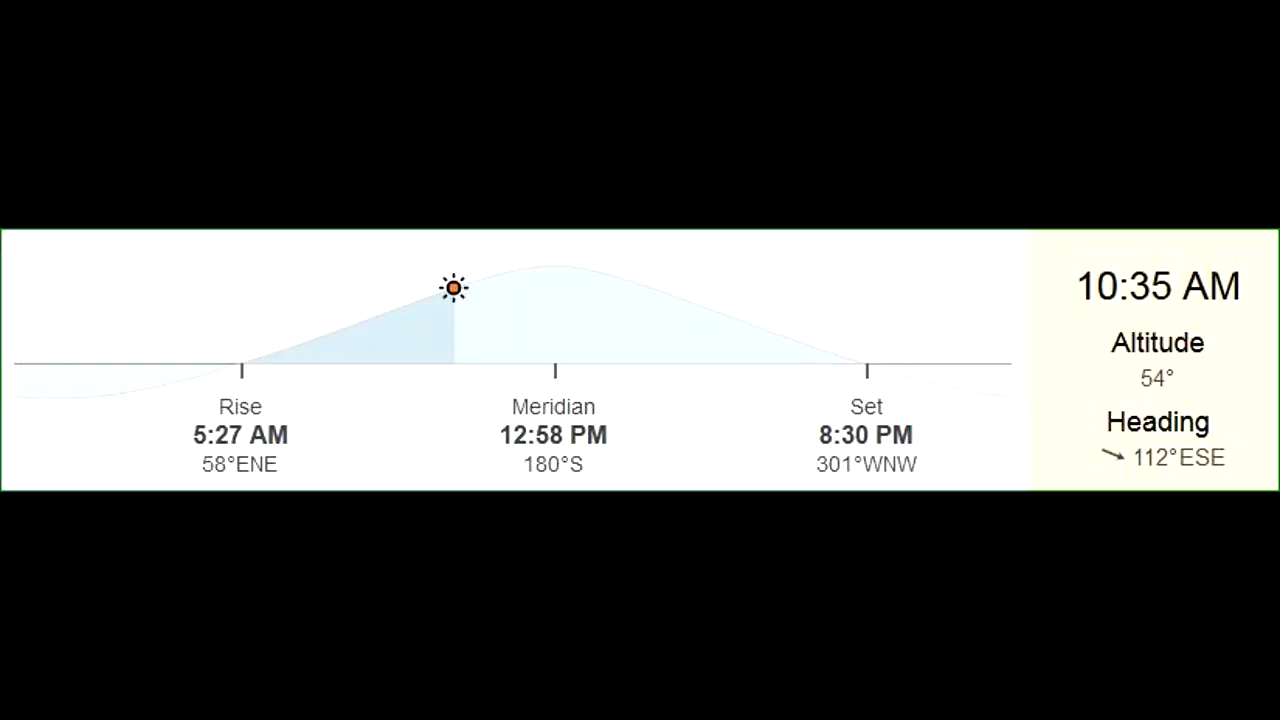 10:35 AM
Altitude
54°
Heading
112°ESE
Rise
5:27 AM
58°ENE
Meridian
12:58 PM
180°S
Set
8:30 PM
301°WNW